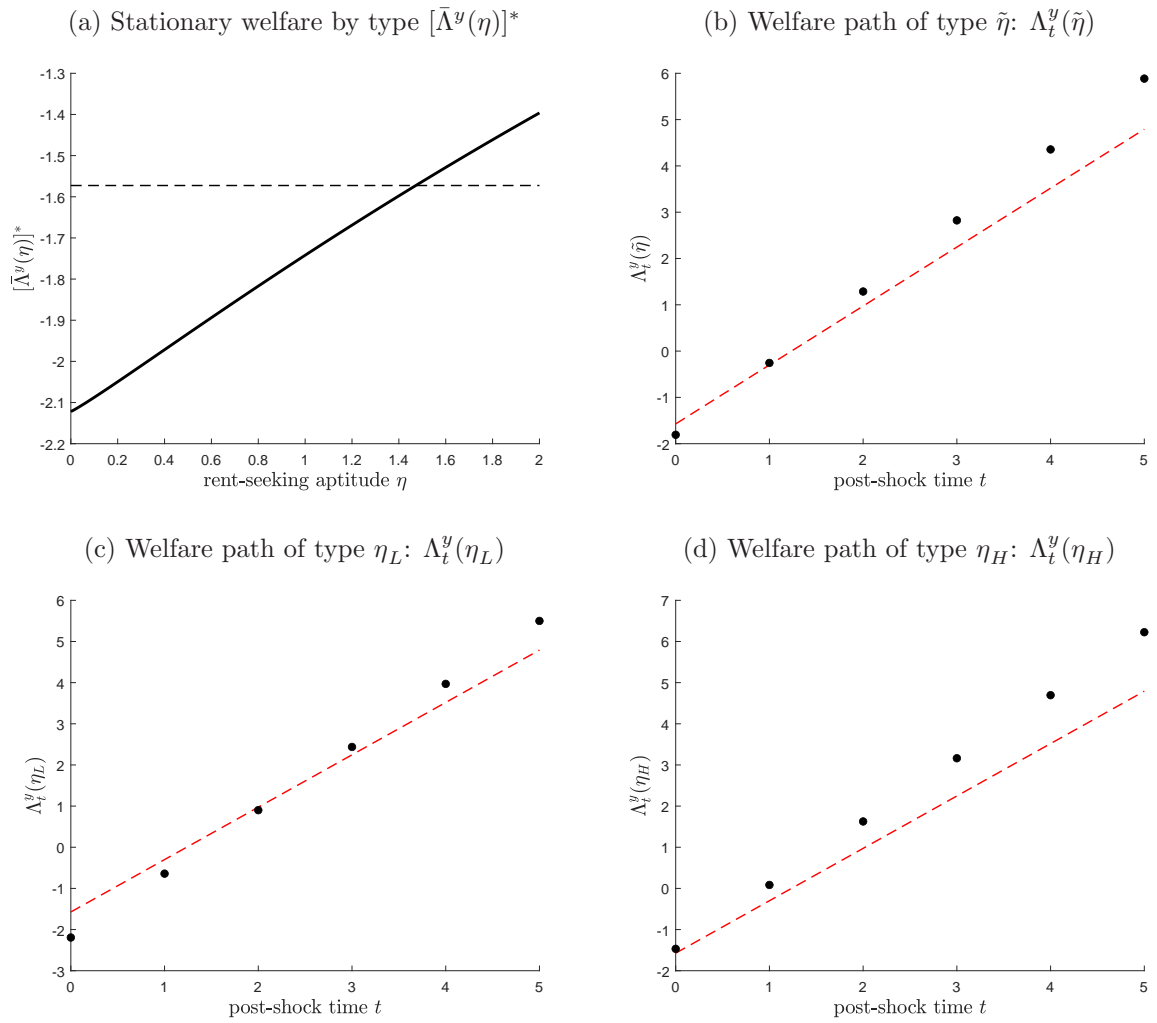 (a) Stationary welfare by type [Λ̄ʸ(η)]*
-1.3
-1.4
-1.5
-1.6
-1.7
-1.8
-1.9
-2
-2.1
-2.2
[Λ̄ʸ(η)]*
0 0.2 0.4 0.6 0.8 1 1.2 1.4 1.6 1.8 2
rent-seeking aptitude η
(b) Welfare path of type η̃: Λₜʸ(η̃)
6
5
4
3
2
1
0
-1
-2
Λₜʸ(η̃)
0 1 2 3 4 5
post-shock time t
(c) Welfare path of type η_L: Λₜʸ(η_L)
6
5
4
3
2
1
0
-1
-2
-3
Λₜʸ(η_L)
0 1 2 3 4 5
post-shock time t
(d) Welfare path of type η_H: Λₜʸ(η_H)
7
6
5
4
3
2
1
0
-1
-2
Λₜʸ(η_H)
0 1 2 3 4 5
post-shock time t